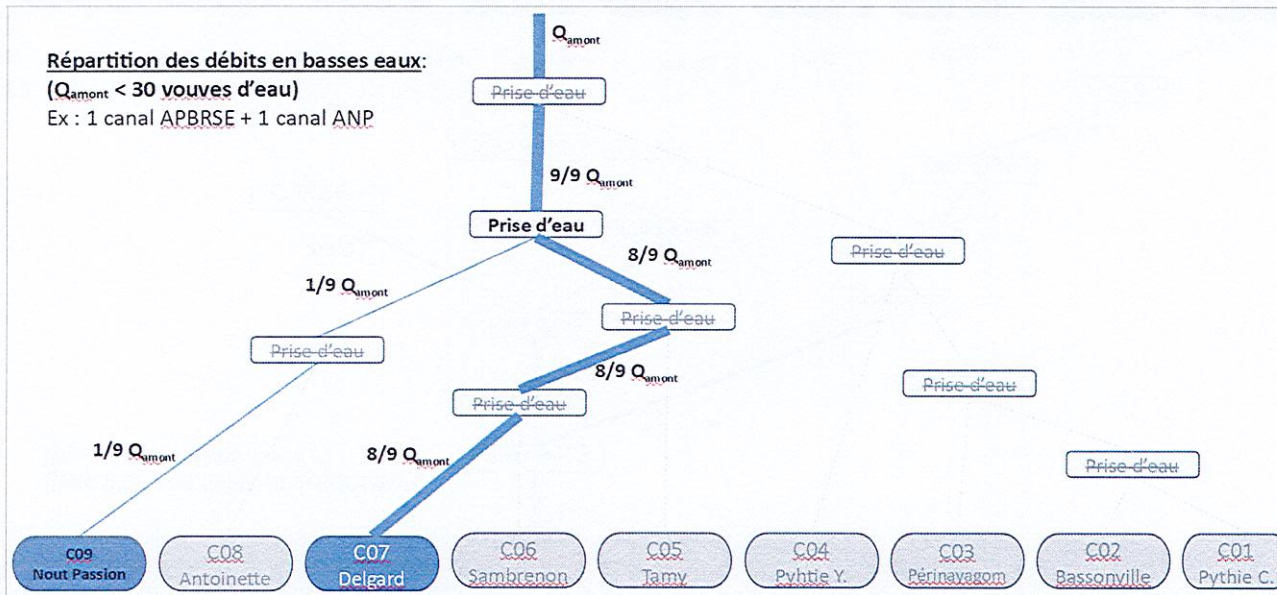 Q amont
Répartition des débits en basses eaux:
(Qamont < 30 vouves d'eau)
Ex : 1 canal APBRSE + 1 canal ANP
Prise d'eau
9/9 Qamont
Prise d'eau
8/9 Qamont
Prise d'eau
1/9 Qamont
Prise d'eau
Prise d'eau
8/9 Qamont
Prise d'eau
Prise d'eau
1/9 Qamont
8/9 Qamont
Prise d'eau
C09
Nout Passion
C08
Antoinette
C07
Delgard
C06
Sambrenon
C05
Tamy
C04
Pyhtie Y.
C03
Périnayagom
C02
Bassonville
C01
Pythie C.